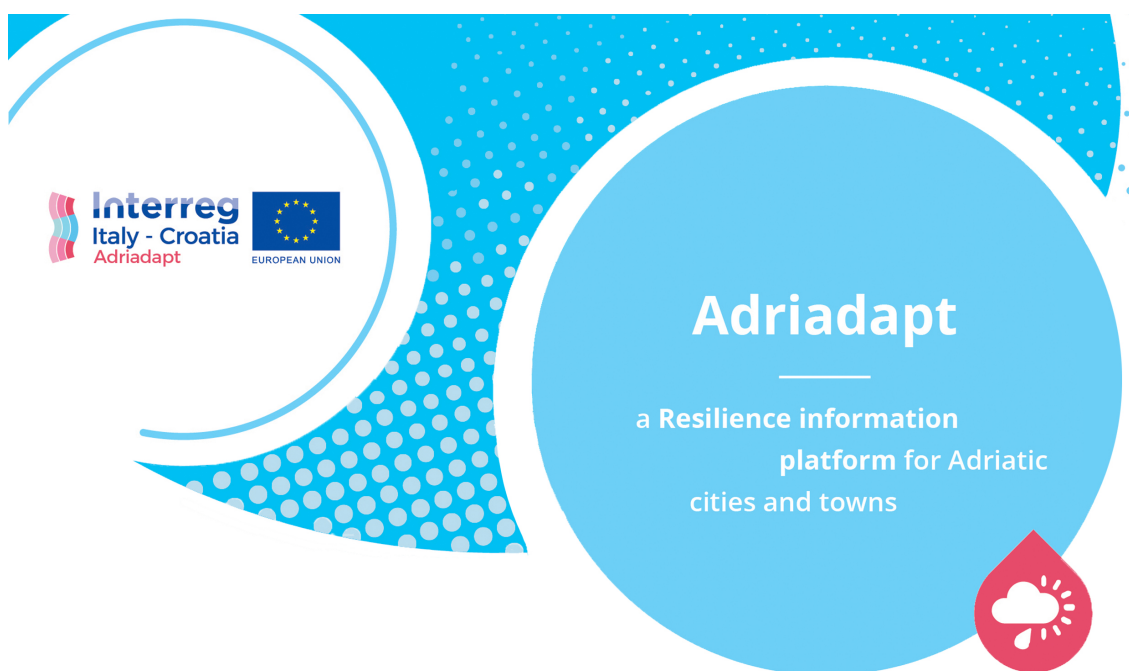 Interreg
Italy - Croatia
Adriadapt
EUROPEAN UNION
Adriadapt
a Resilience information
platform for Adriatic
cities and towns